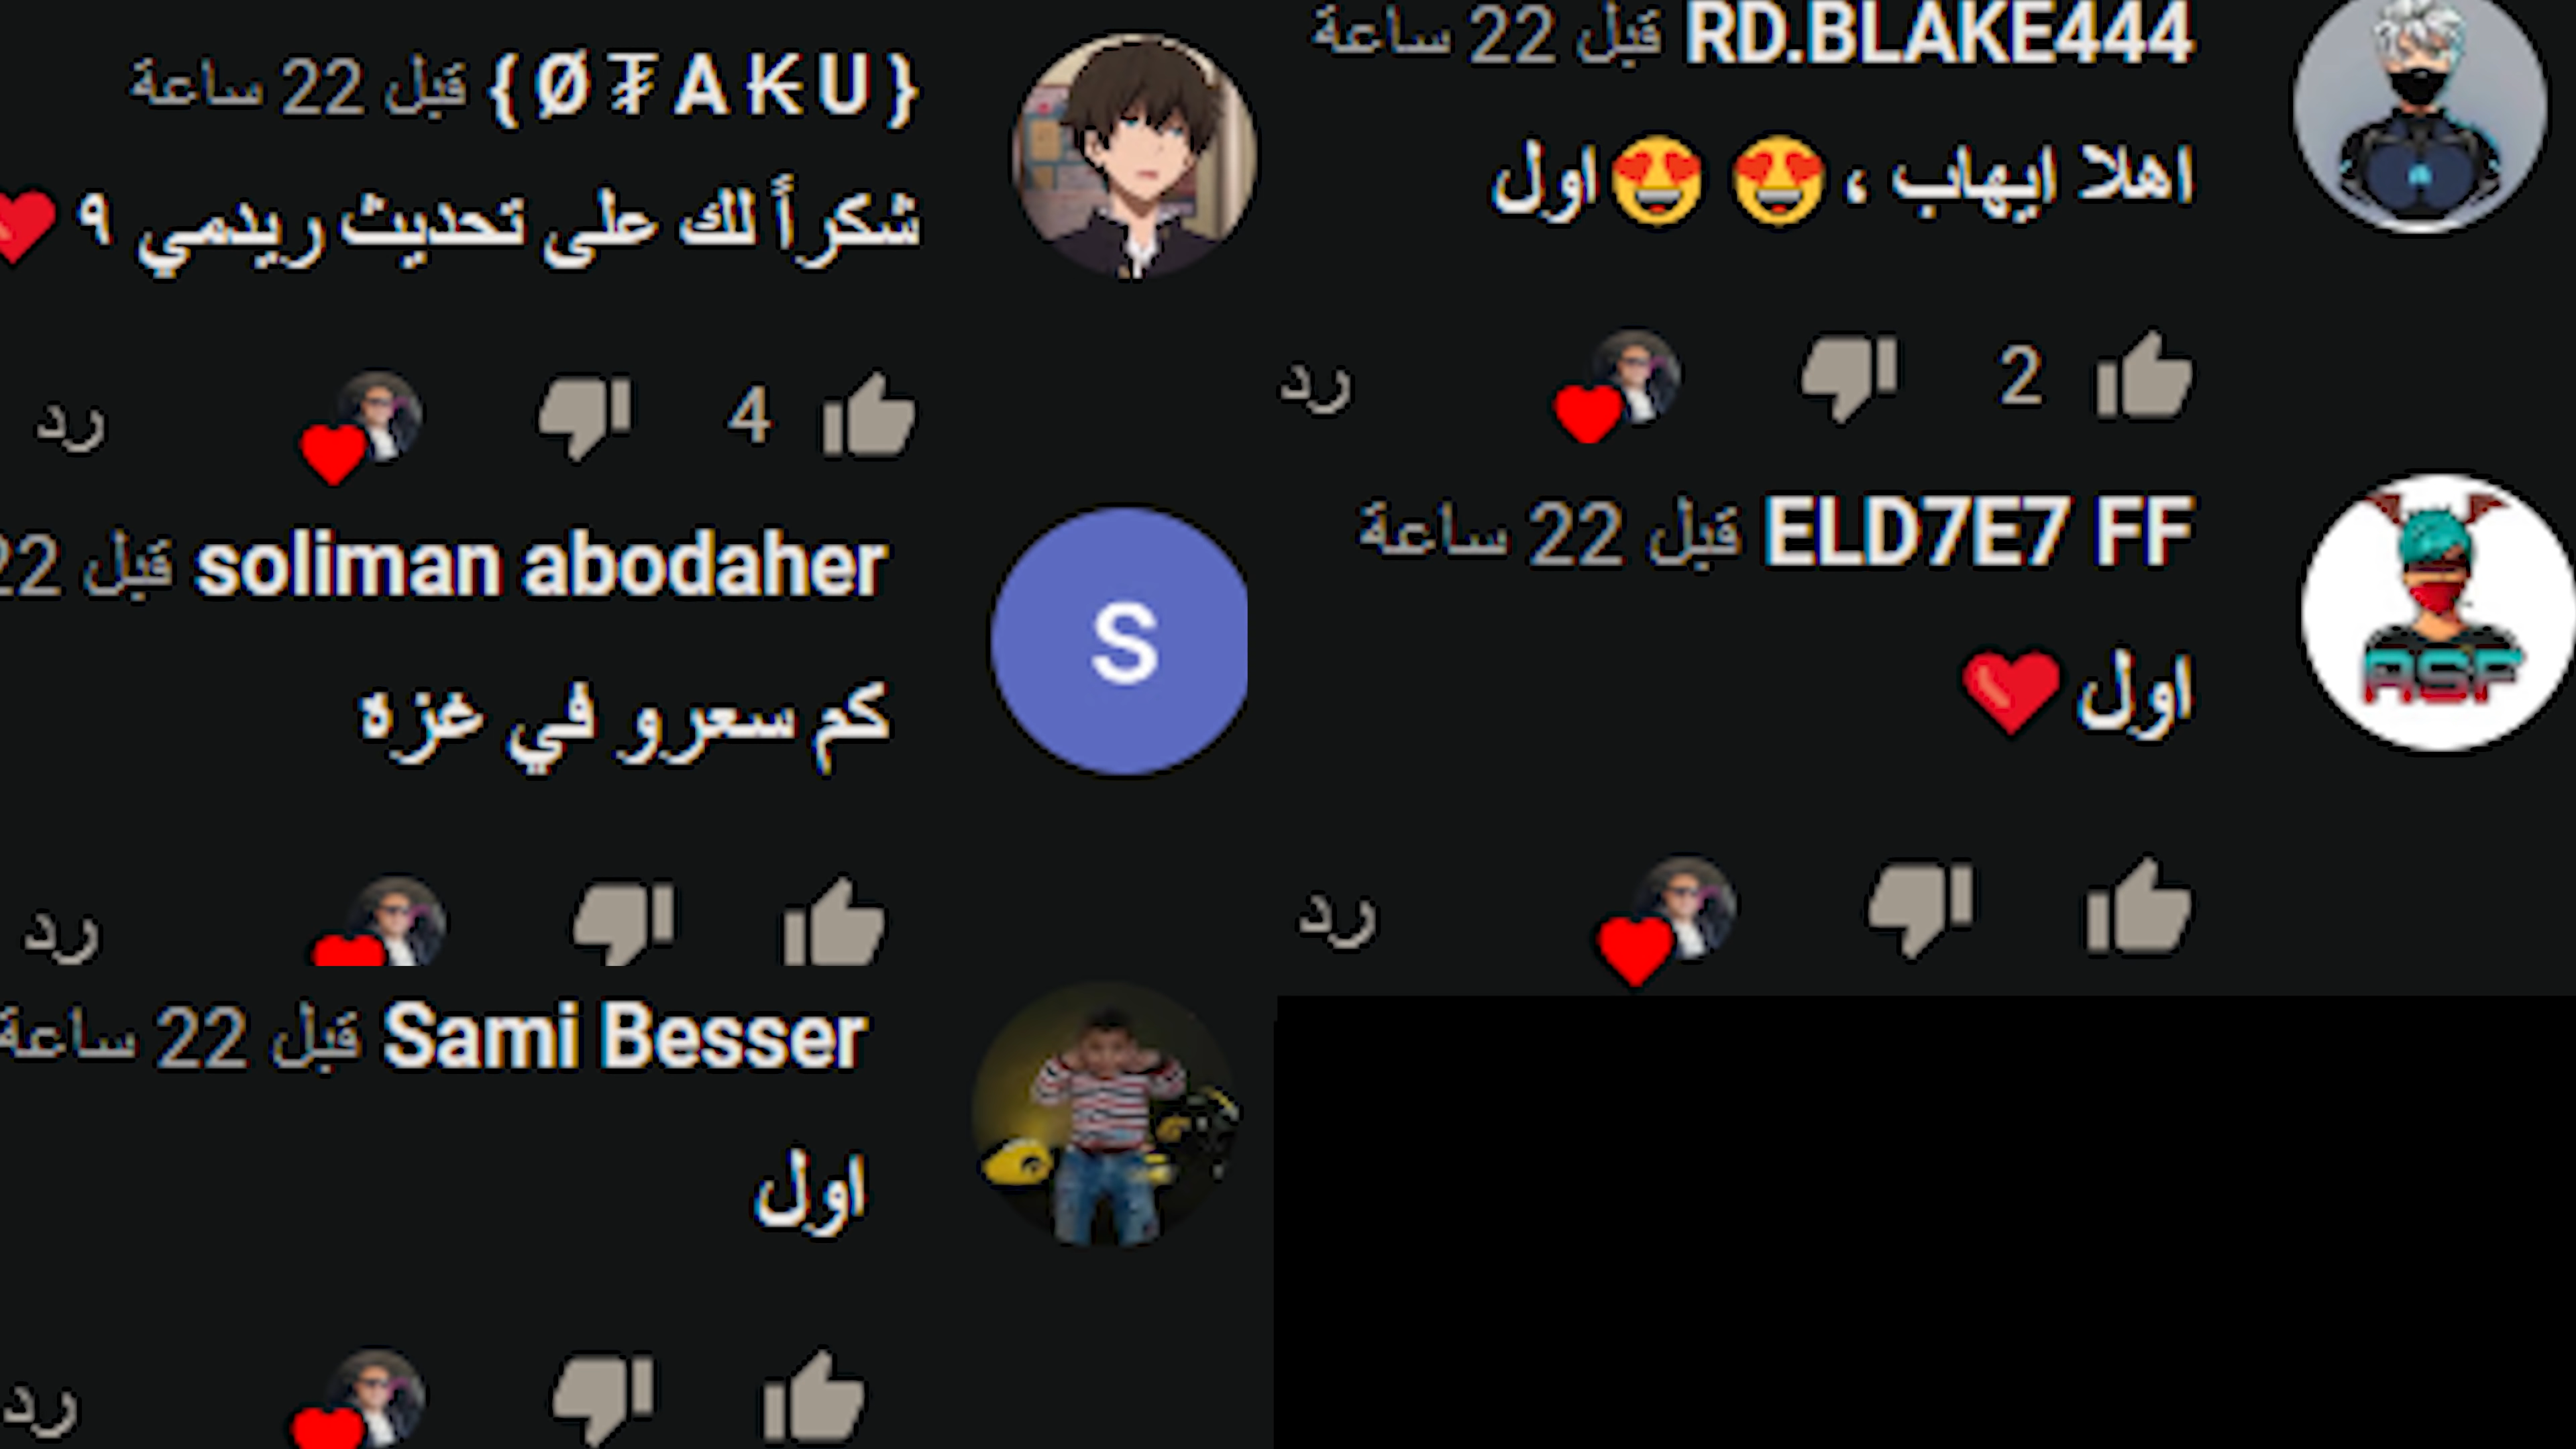 RD.BLAKE444 قبل 22 ساعة
اهلا ايهاب ، 😍 😍 اول
2
رد
ELD7E7 FF قبل 22 ساعة
ASF
اول ❤️
رد
{ Ø ₮ A ₭ U } قبل 22 ساعة
شكراً لك على تحديث ريدمي ٩ ❤️
4
رد
soliman abodaher قبل 22
S
كم سعرو في غزة
رد
Sami Besser قبل 22 ساعة
اول
رد